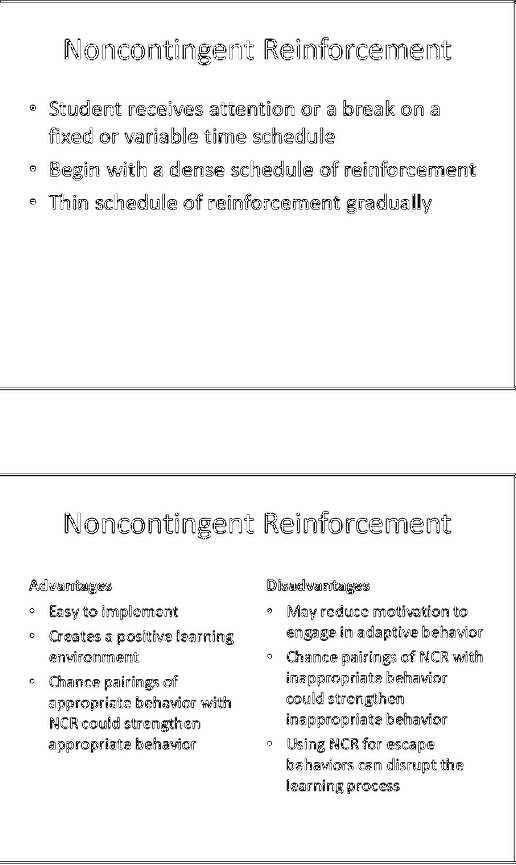 Noncontingent Reinforcement
• Student receives attention or a break on a
fixed or variable time schedule
• Begin with a dense schedule of reinforcement
• Thin schedule of reinforcement gradually
Noncontingent Reinforcement
Advantages
• Easy to implement
• Creates a positive learning
environment
• Chance pairings of
appropriate behavior with
NCR could strengthen
appropriate behavior
Disadvantages
• May reduce motivation to
engage in adaptive behavior
• Chance pairings of NCR with
inappropriate behavior
could strengthen
inappropriate behavior
• Using NCR for escape
behaviors can disrupt the
learning process